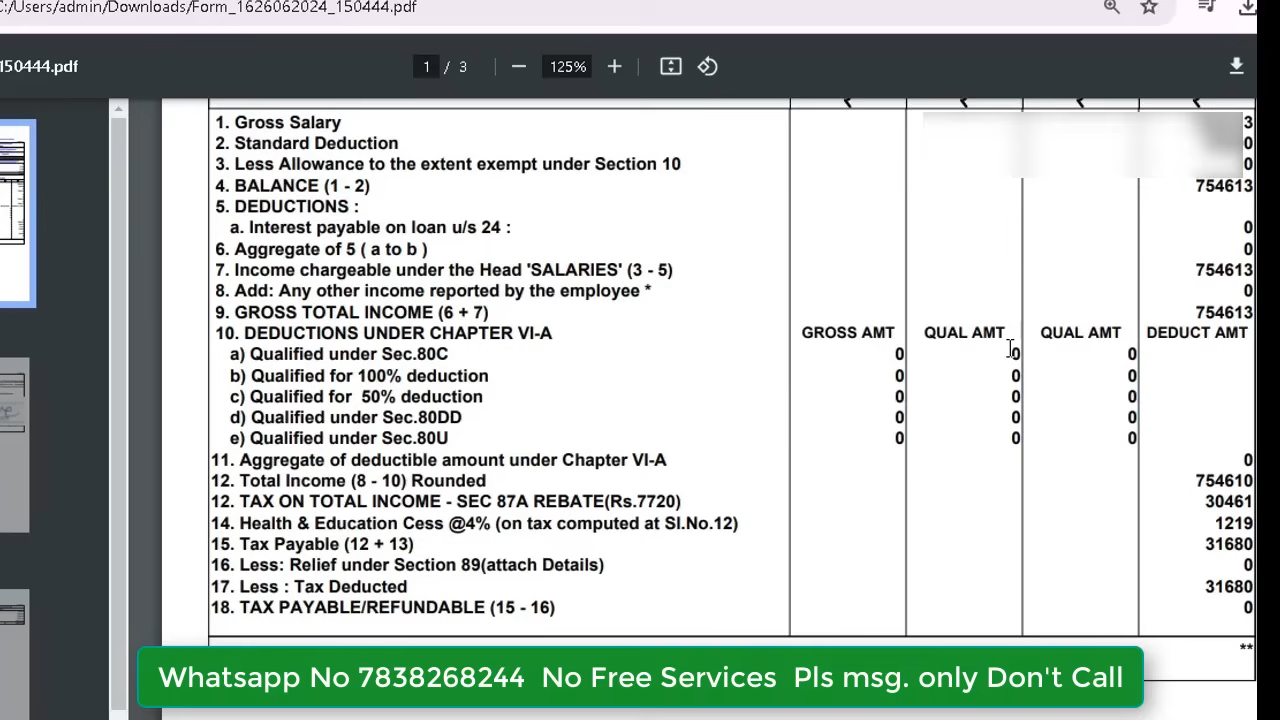 C:/Users/admin/Downloads/Form_1626062024_150444.pdf
150444.pdf
1 / 3
125%
₹ ₹ ₹ ₹
1. Gross Salary 3
2. Standard Deduction 0
3. Less Allowance to the extent exempt under Section 10 0
4. BALANCE (1 - 2) 754613
5. DEDUCTIONS :
a. Interest payable on loan u/s 24 : 0
6. Aggregate of 5 ( a to b ) 0
7. Income chargeable under the Head 'SALARIES' (3 - 5) 754613
8. Add: Any other income reported by the employee * 0
9. GROSS TOTAL INCOME (6 + 7) 754613
10. DEDUCTIONS UNDER CHAPTER VI-A GROSS AMT QUAL AMT QUAL AMT DEDUCT AMT
a) Qualified under Sec.80C 0 0 0
b) Qualified for 100% deduction 0 0 0
c) Qualified for 50% deduction 0 0 0
d) Qualified under Sec.80DD 0 0 0
e) Qualified under Sec.80U 0 0 0
11. Aggregate of deductible amount under Chapter VI-A 0
12. Total Income (8 - 10) Rounded 754610
12. TAX ON TOTAL INCOME - SEC 87A REBATE(Rs.7720) 30461
14. Health & Education Cess @4% (on tax computed at Sl.No.12) 1219
15. Tax Payable (12 + 13) 31680
16. Less: Relief under Section 89(attach Details) 0
17. Less : Tax Deducted 31680
18. TAX PAYABLE/REFUNDABLE (15 - 16) 0
**
Whatsapp No 7838268244 No Free Services Pls msg. only Don't Call